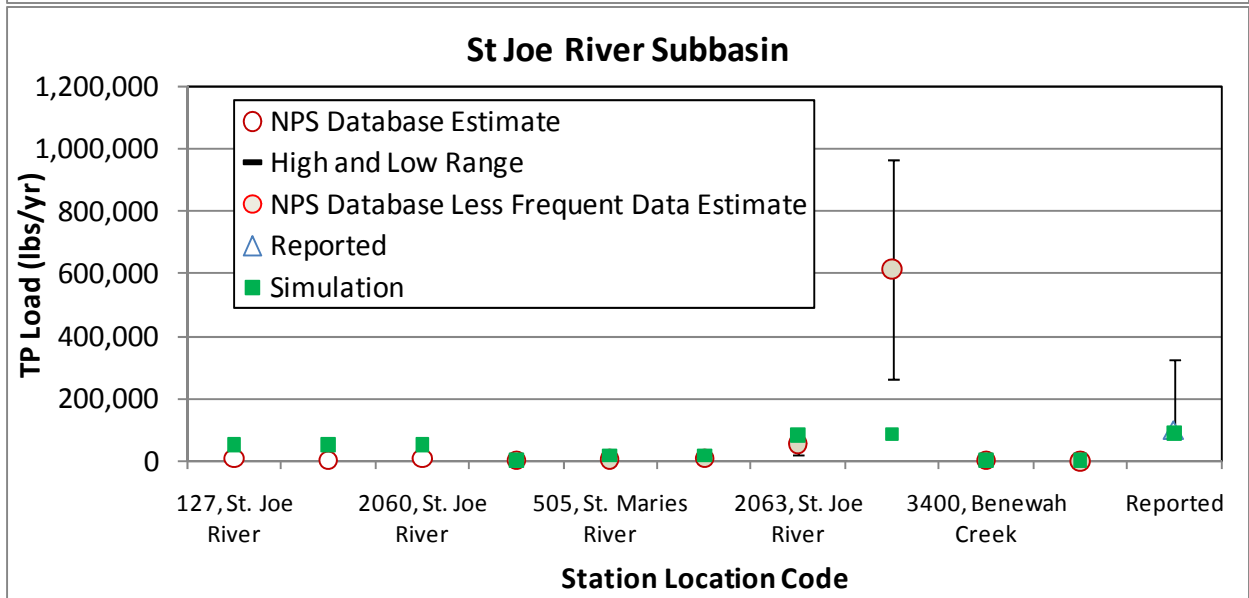 St Joe River Subbasin
TP Load (lbs/yr)
1,200,000
1,000,000
800,000
600,000
400,000
200,000
0
NPS Database Estimate
High and Low Range
NPS Database Less Frequent Data Estimate
Reported
Simulation
127, St. Joe
River
2060, St. Joe
River
505, St. Maries
River
2063, St. Joe
River
3400, Benewah
Creek
Reported
Station Location Code